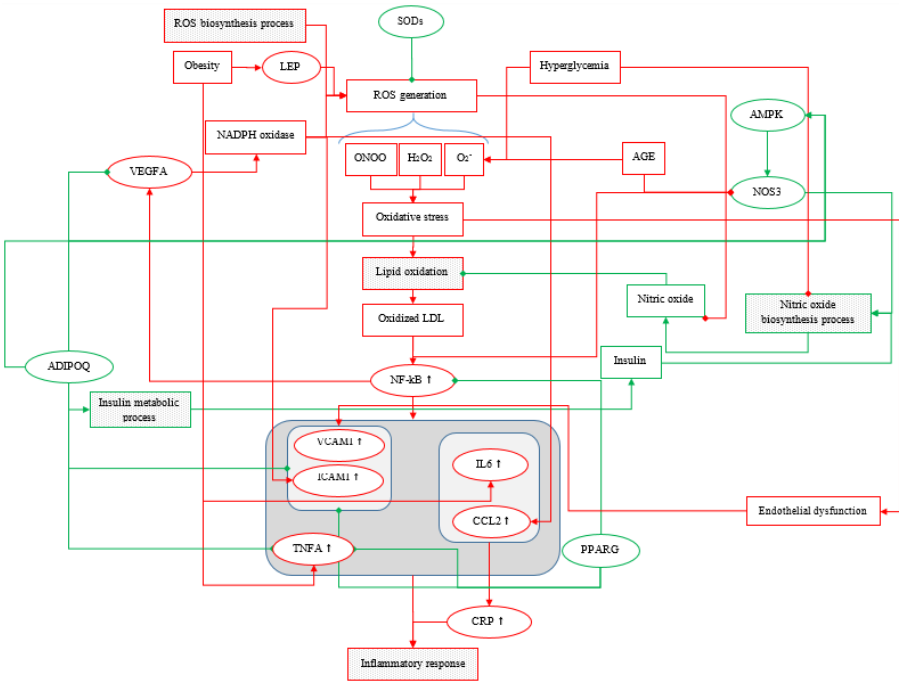 ROS biosynthesis process
SODs
Obesity
LEP
Hyperglycemia
ROS generation
AMPK
NADPH oxidase
ONOO
H₂O₂
O₂⁻
AGE
VEGFA
NOS3
Oxidative stress
Lipid oxidation
Nitric oxide
Nitric oxide
biosynthesis process
Oxidized LDL
Insulin
ADIPOQ
NF-kB ↑
Insulin metabolic
process
VCAM1 ↑
IL6 ↑
ICAM1 ↑
CCL2 ↑
Endothelial dysfunction
TNFA ↑
PPARG
CRP ↑
Inflammatory response